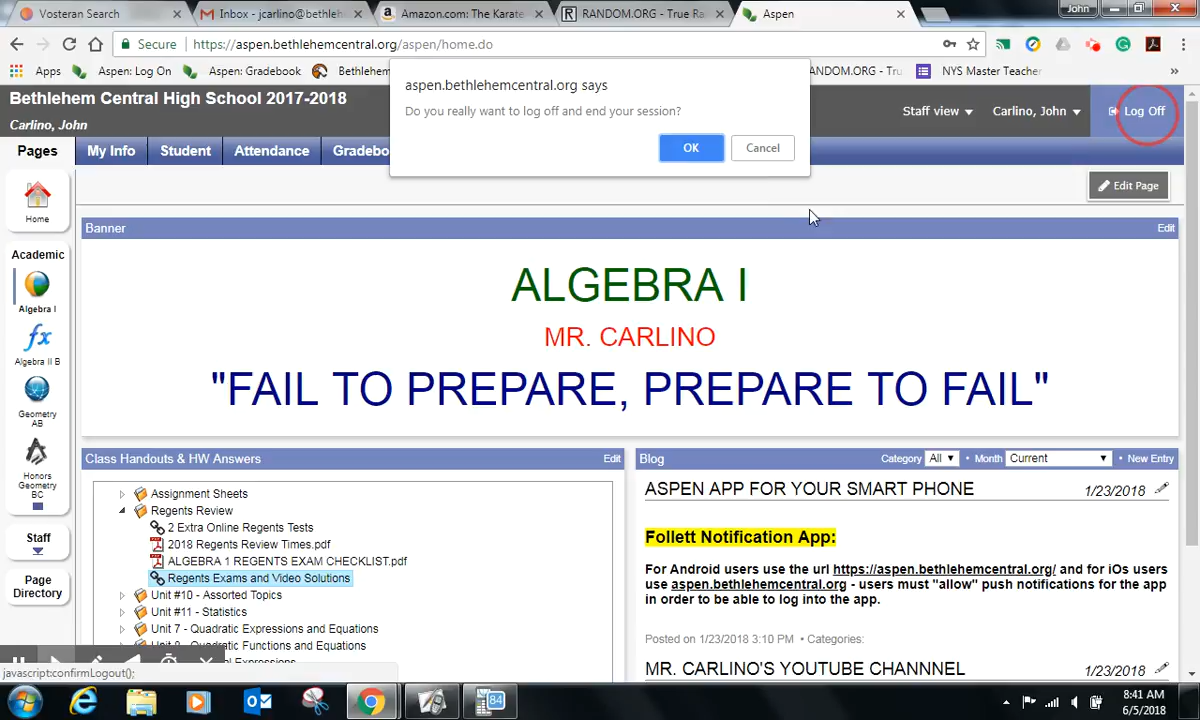 Vosteran Search
Inbox - jcarlino@bethleh
Amazon.com: The Karate
RANDOM.ORG - True Ra
Aspen
John
Secure
https://aspen.bethlehemcentral.org/aspen/home.do
Apps
Aspen: Log On
Aspen: Gradebook
Bethlehem
ANDOM.ORG - Tru
NYS Master Teacher
»
aspen.bethlehemcentral.org says
Do you really want to log off and end your session?
OK
Cancel
Bethlehem Central High School 2017-2018
Carlino, John
Staff view
Carlino, John
Log Off
Pages
My Info
Student
Attendance
Gradebo
Edit Page
Home
Academic
Algebra I
fx
Algebra II B
Geometry
AB
Honors
Geometry
BC
Staff
Page
Directory
Banner
Edit
ALGEBRA I
MR. CARLINO
"FAIL TO PREPARE, PREPARE TO FAIL"
Class Handouts & HW Answers
Edit
Assignment Sheets
Regents Review
2 Extra Online Regents Tests
2018 Regents Review Times.pdf
ALGEBRA 1 REGENTS EXAM CHECKLIST.pdf
Regents Exams and Video Solutions
Unit #10 - Assorted Topics
Unit #11 - Statistics
Unit 7 - Quadratic Expressions and Equations
Quadratic Functions and Equations
Expressions
Blog
Category
All
• Month
Current
• New Entry
ASPEN APP FOR YOUR SMART PHONE
1/23/2018
Follett Notification App:
For Android users use the url https://aspen.bethlehemcentral.org/ and for iOs users
use aspen.bethlehemcentral.org - users must "allow" push notifications for the app
in order to be able to log into the app.
Posted on 1/23/2018 3:10 PM • Categories:
MR. CARLINO'S YOUTUBE CHANNNEL
1/23/2018
javascript:confirmLogout();
84
8:41 AM
6/5/2018